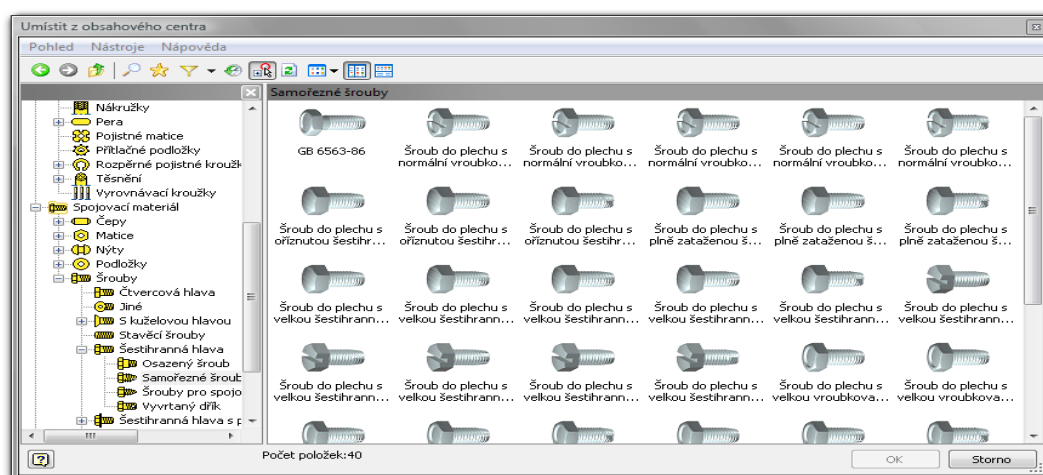 Umístit z obsahového centra
Pohled Nástroje Nápověda
Nákružky
Pera
Pojistné matice
Přítlačné podložky
Rozpěrné pojistné kroužk
Těsnění
Vyrovnávací kroužky
Spojovací materiál
Čepy
Matice
Nýty
Podložky
Šrouby
Čtvercová hlava
Jiné
S kuželovou hlavou
Stavěcí šrouby
Šestihranná hlava
Osazený šroub
Samořezné šroub
Šrouby pro spojo
Vyvrtaný dřík
Šestihranná hlava s p
Samořezné šrouby
GB 6563-86
Šroub do plechu s normální vroubko...
Šroub do plechu s normální vroubko...
Šroub do plechu s normální vroubko...
Šroub do plechu s normální vroubko...
Šroub do plechu s normální vroubko...
Šroub do plechu s oříznutou šestihr...
Šroub do plechu s oříznutou šestihr...
Šroub do plechu s oříznutou šestihr...
Šroub do plechu s plně zataženou š...
Šroub do plechu s plně zataženou š...
Šroub do plechu s plně zataženou š...
Šroub do plechu s velkou šestihrann...
Šroub do plechu s velkou šestihrann...
Šroub do plechu s velkou šestihrann...
Šroub do plechu s velkou šestihrann...
Šroub do plechu s velkou šestihrann...
Šroub do plechu s velkou šestihrann...
Šroub do plechu s velkou šestihrann...
Šroub do plechu s velkou šestihrann...
Šroub do plechu s velkou šestihrann...
Šroub do plechu s velkou šestihrann...
Šroub do plechu s velkou vroubkova...
Šroub do plechu s velkou vroubkova...
Počet položek:40
OK
Storno